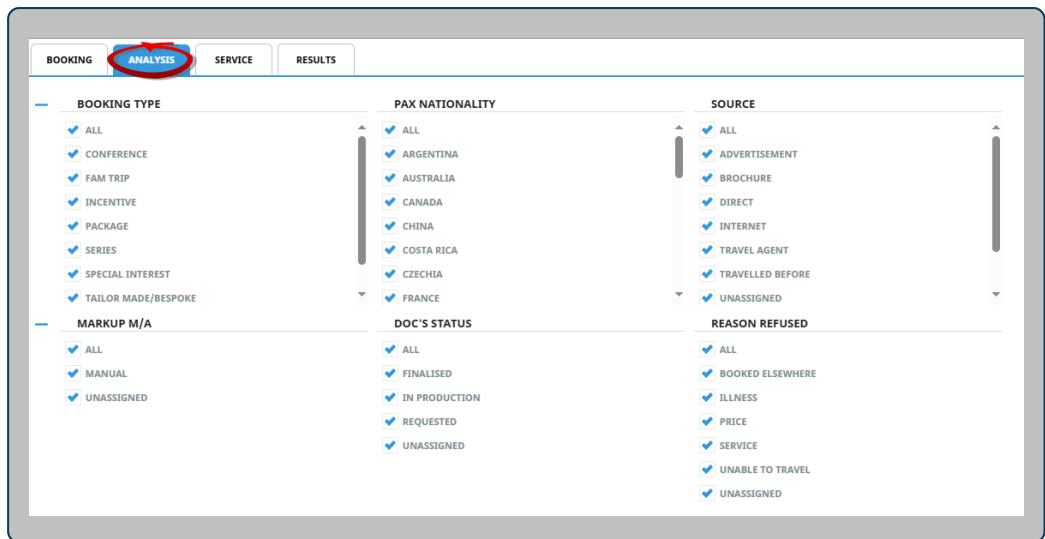 BOOKING ANALYSIS SERVICE RESULTS
BOOKING TYPE
ALL
CONFERENCE
FAM TRIP
INCENTIVE
PACKAGE
SERIES
SPECIAL INTEREST
TAILOR MADE/BESPOKE
PAX NATIONALITY
ALL
ARGENTINA
AUSTRALIA
CANADA
CHINA
COSTA RICA
CZECHIA
FRANCE
SOURCE
ALL
ADVERTISEMENT
BROCHURE
DIRECT
INTERNET
TRAVEL AGENT
TRAVELLED BEFORE
UNASSIGNED
MARKUP M/A
ALL
MANUAL
UNASSIGNED
DOC'S STATUS
ALL
FINALISED
IN PRODUCTION
REQUESTED
UNASSIGNED
REASON REFUSED
ALL
BOOKED ELSEWHERE
ILLNESS
PRICE
SERVICE
UNABLE TO TRAVEL
UNASSIGNED